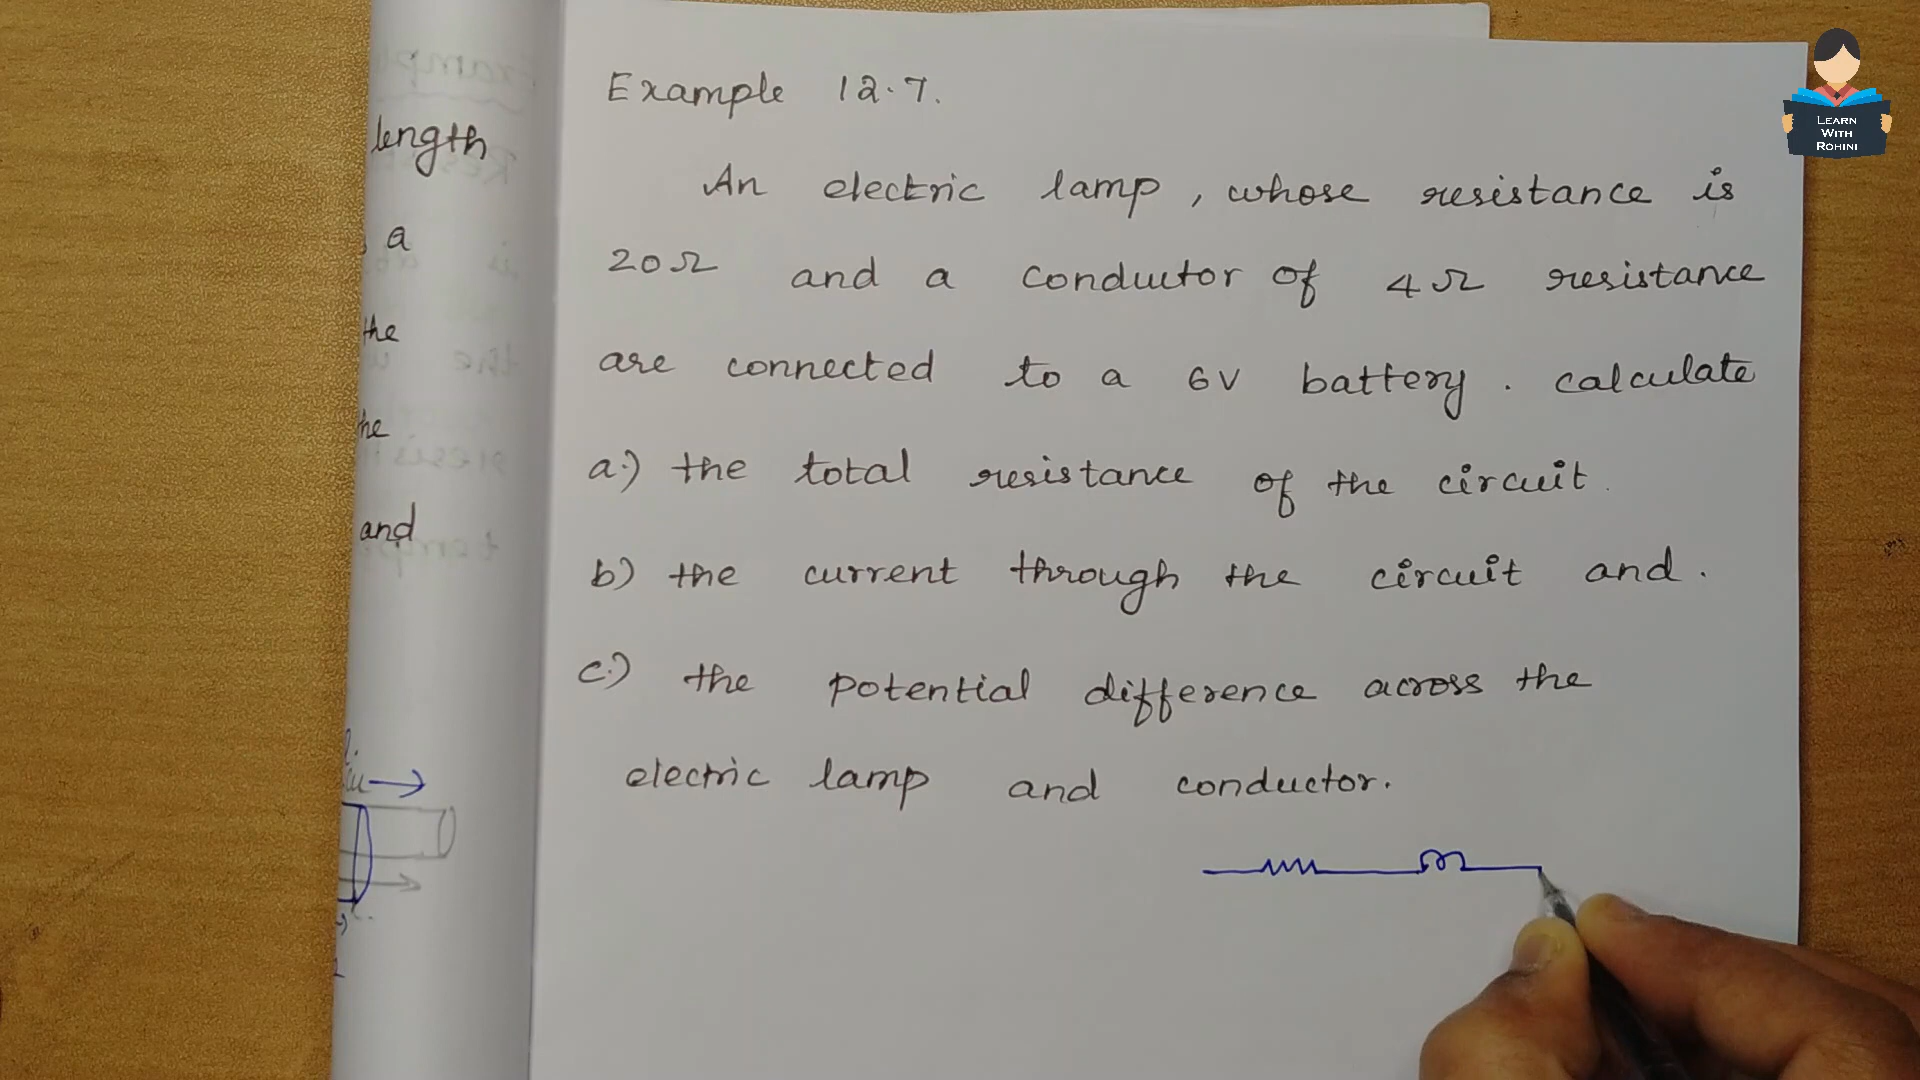 length
a
the
he
and
Example 12.7.
An electric lamp, whose resistance is
20Ω and a conductor of 4Ω resistance
are connected to a 6V battery. calculate
a.) the total resistance of the circuit.
b) the current through the circuit and.
c.) the potential difference across the
electric lamp and conductor.
LEARN
WITH
ROHINI